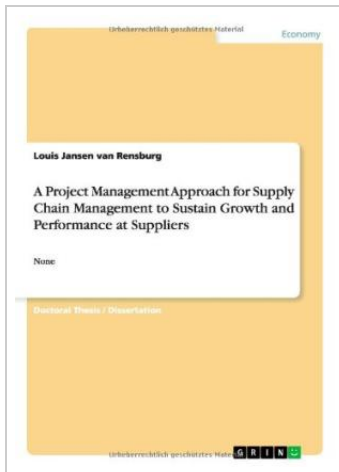 Urheberrechtlich geschütztes Material
Economy
Louis Jansen van Rensburg
A Project Management Approach for Supply
Chain Management to Sustain Growth and
Performance at Suppliers
None
Doctoral Thesis / Dissertation
Urheberrechtlich geschütztes Material
GRIN